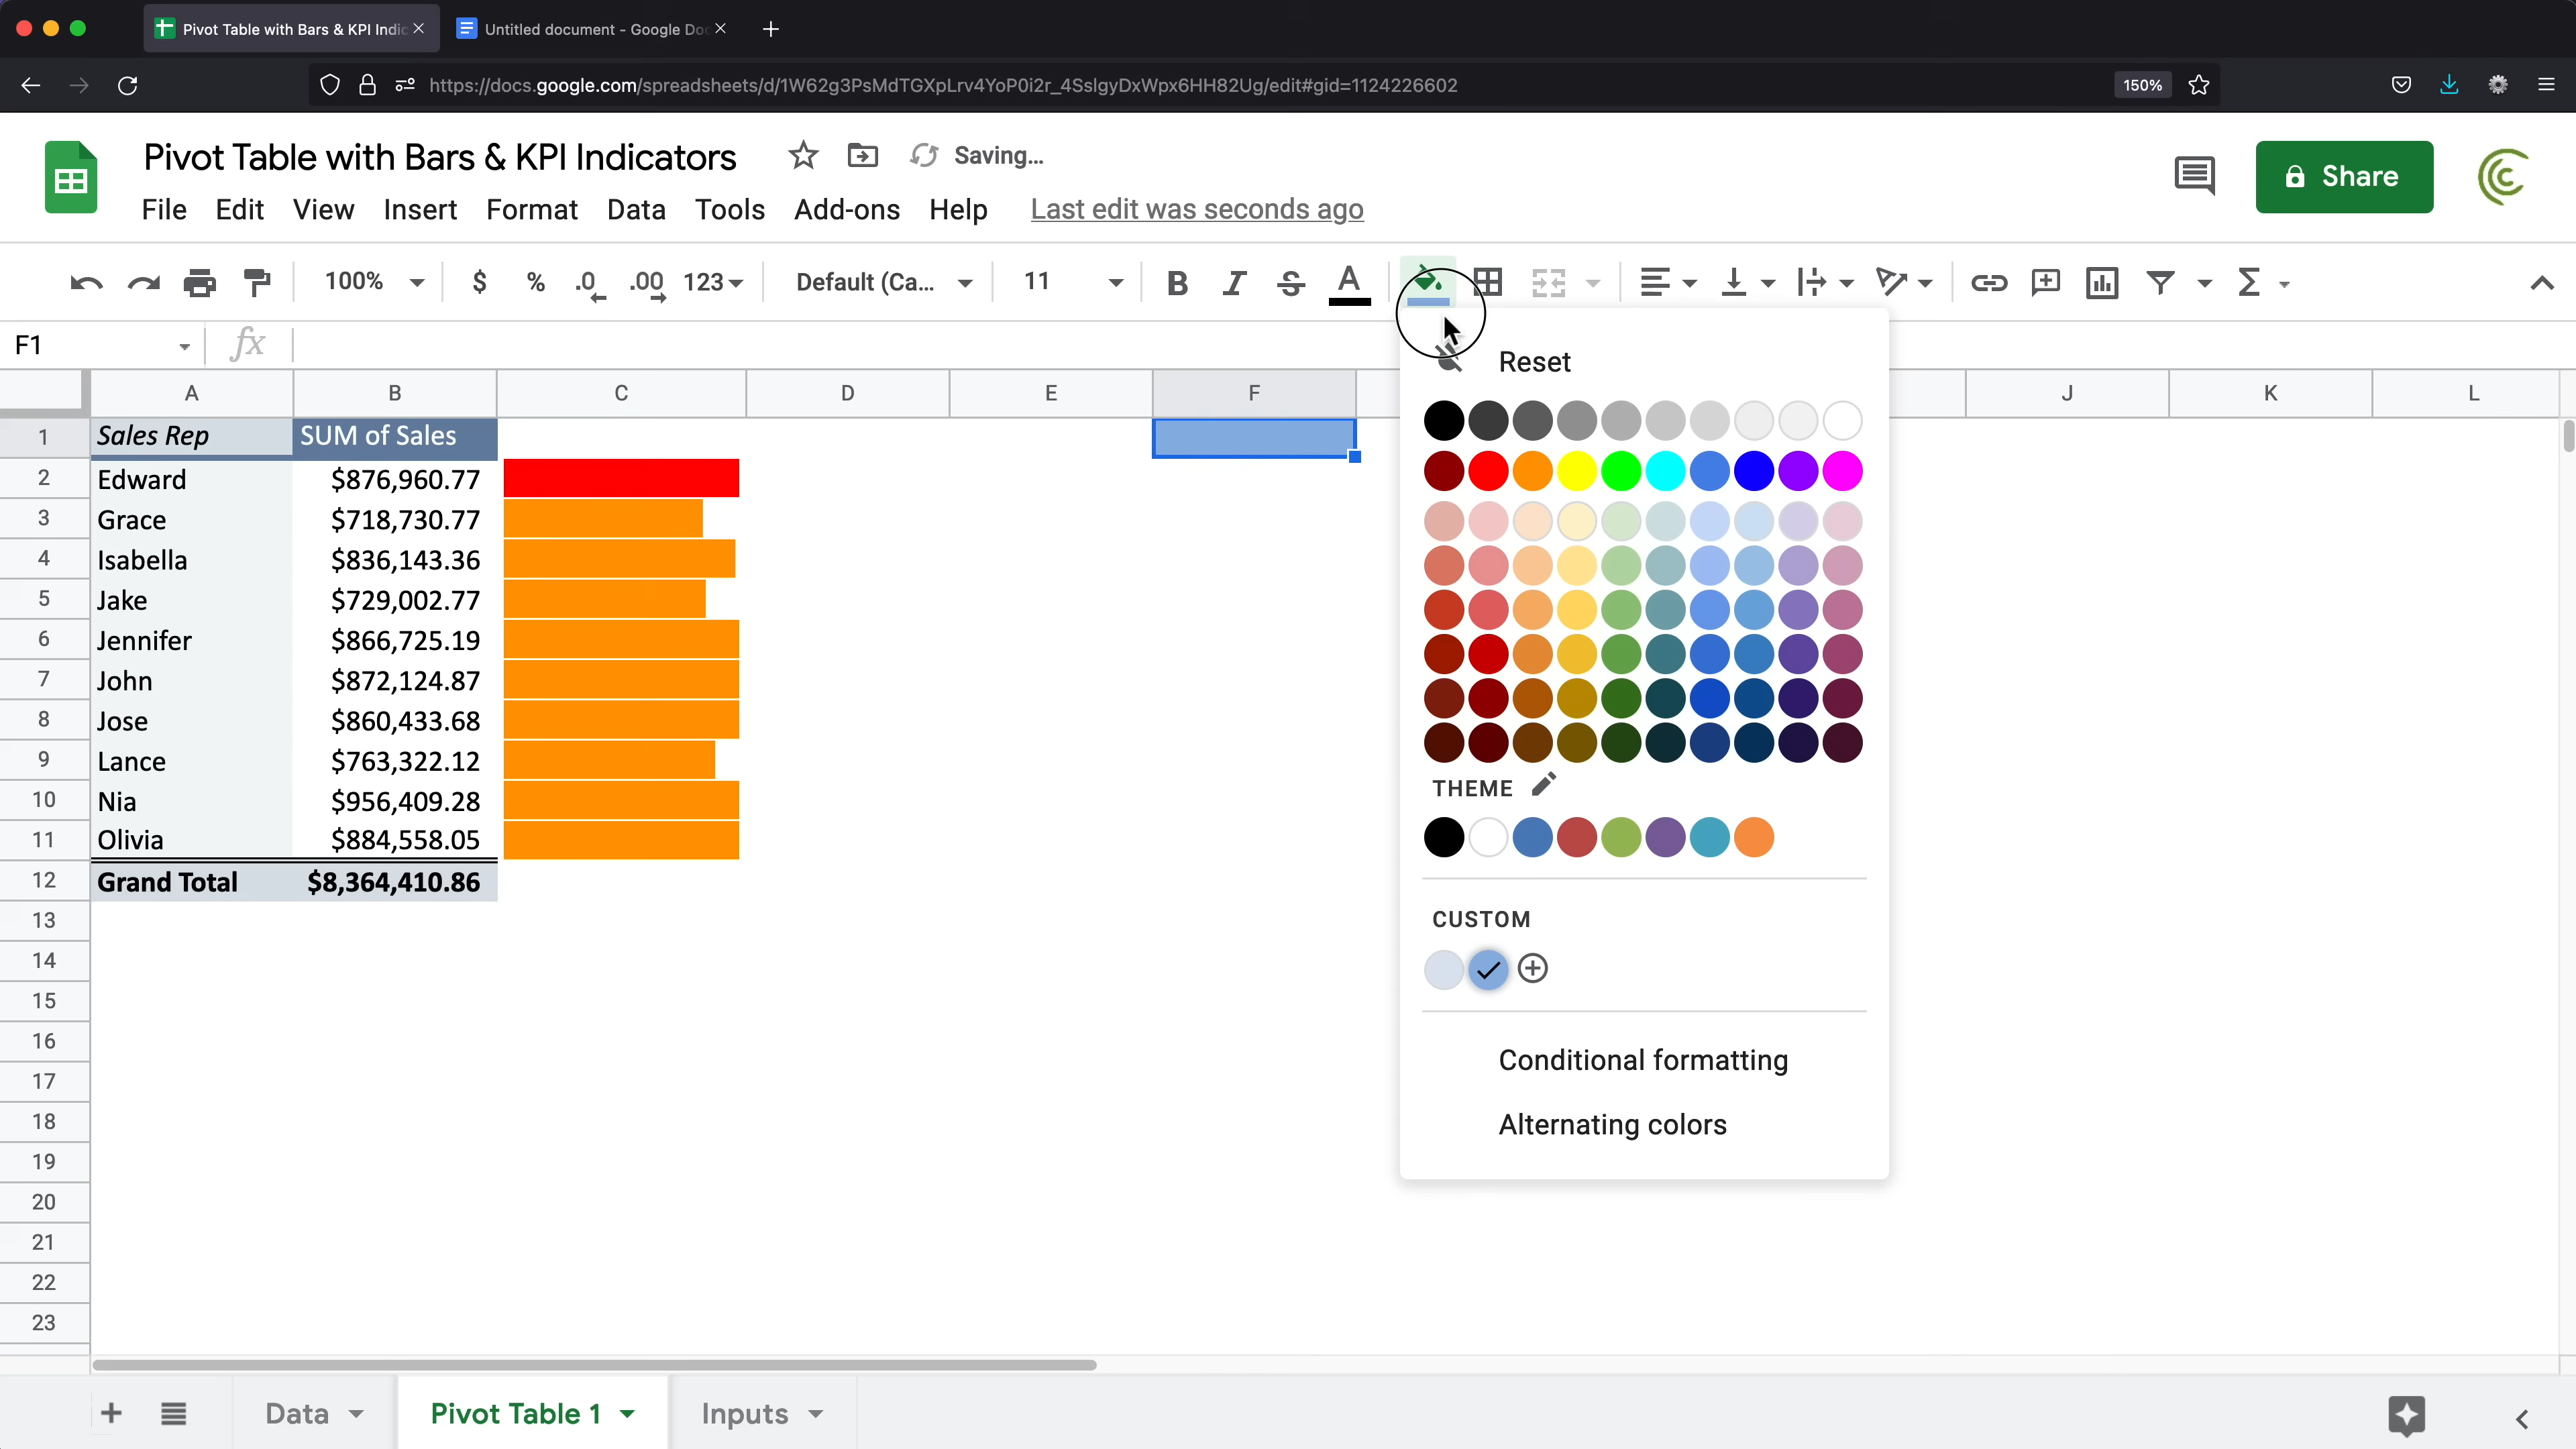 Pivot Table with Bars & KPI Indic
Untitled document - Google Doc
https://docs.google.com/spreadsheets/d/1W62g3PsMdTGXpLrv4YoP0i2r_4SslgyDxWpx6HH82Ug/edit#gid=1124226602
150%
Pivot Table with Bars & KPI Indicators
Saving...
Share
File Edit View Insert Format Data Tools Add-ons Help Last edit was seconds ago
100% $ % .0 .00 123 Default (Ca... 11 B I S A
F1 fx
Reset
A B C D E F J K L
1 Sales Rep SUM of Sales
2 Edward $876,960.77
3 Grace $718,730.77
4 Isabella $836,143.36
5 Jake $729,002.77
6 Jennifer $866,725.19
7 John $872,124.87
8 Jose $860,433.68
9 Lance $763,322.12
10 Nia $956,409.28
11 Olivia $884,558.05
12 Grand Total $8,364,410.86
13
14
15
16
17
18
19
20
21
22
23
THEME
CUSTOM
Conditional formatting
Alternating colors
Data Pivot Table 1 Inputs